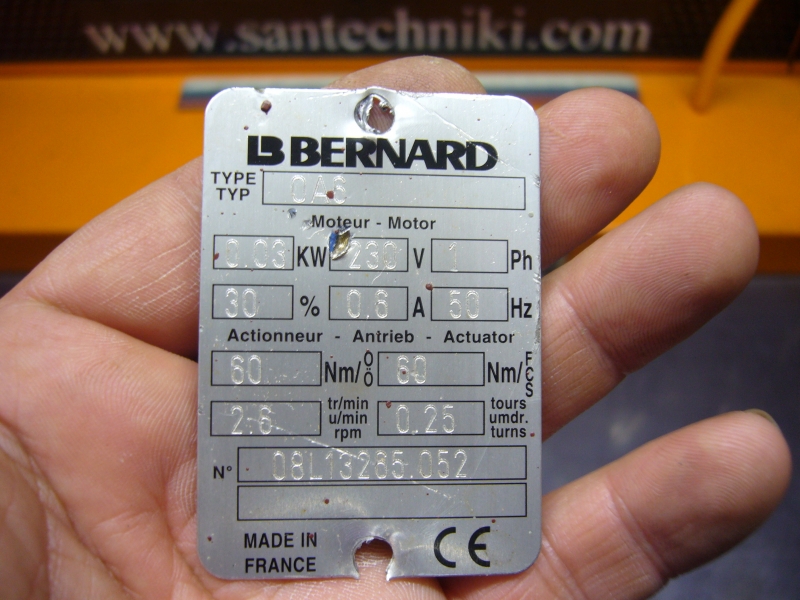 www.santechniki.com
BERNARD
TYPE
TYP OA6
Moteur - Motor
0.03 KW 230 V 1 Ph
30 % 0.6 A 50 Hz
Actionneur - Antrieb - Actuator
60 Nm/ O Ö 60 Nm/ F O S
2.6 tr/min u/min rpm 0.25 tours umdr. turns
N° 08L13265.052
MADE IN
FRANCE CE